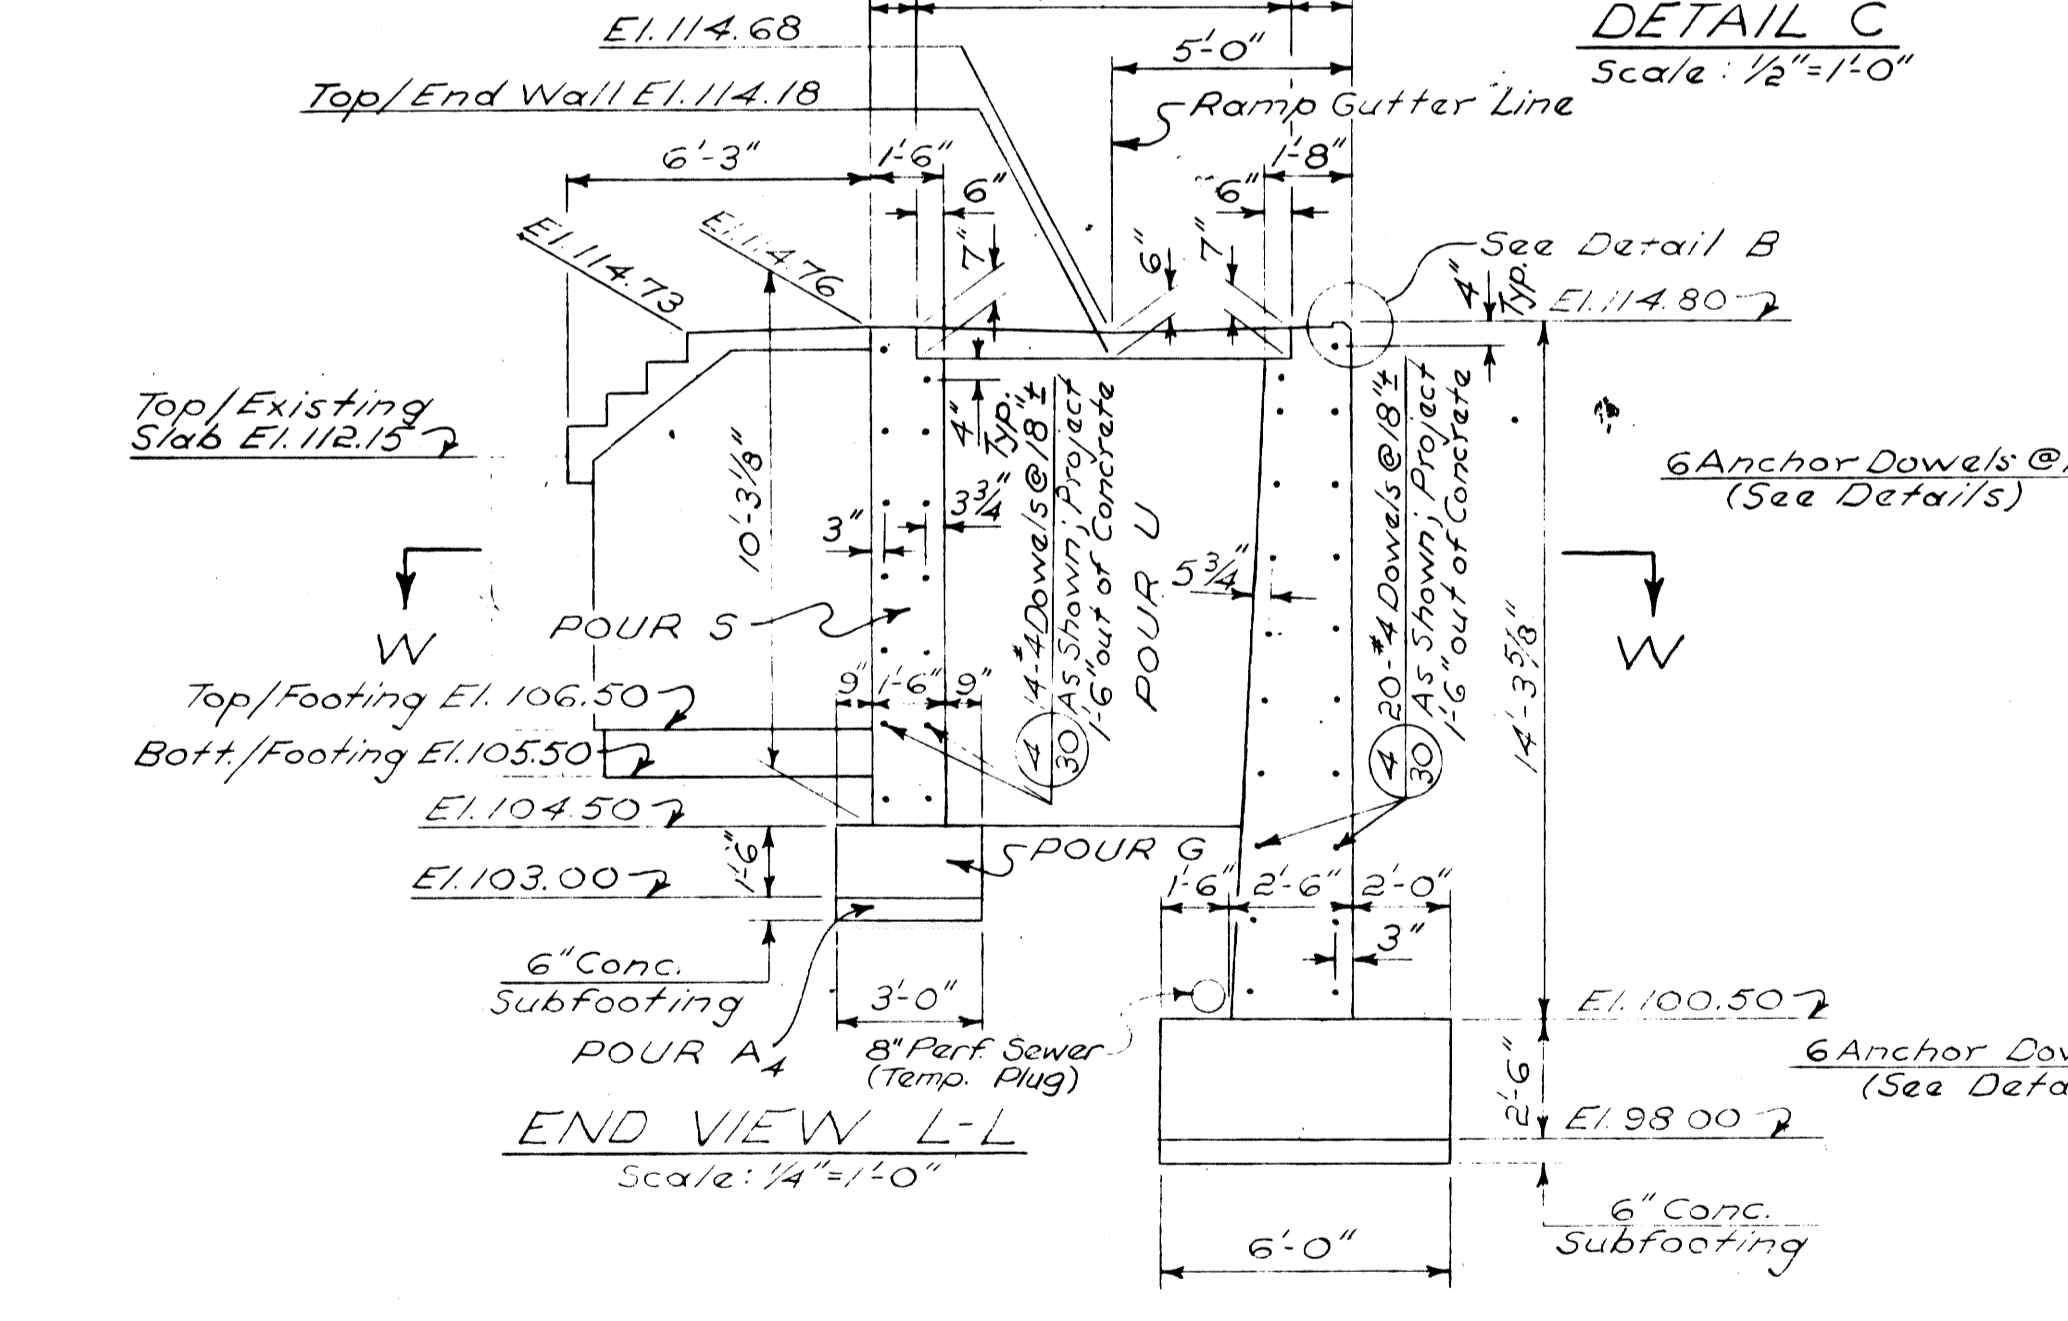 DETAIL C
Scale: 1/2"=1'-0"
El. 114.68
5'-0"
Top/End Wall El. 114.18
Ramp Gutter Line
6'-3"
1'-6"
1'-8"
6"
6"
7"
6"
7"
El. 114.73
El. 114.76
See Detail B
4"
Typ.
El. 114.80
Top/Existing
Slab El. 112.15
10'-3 1/8"
4"
Typ.
3 3/4"
3"
4
30
14-#4 Dowels @ 18"±
As Shown; Project
1'-6" out of Concrete
POUR U
5 3/4"
4
30
20-#4 Dowels @ 18"±
As Shown; Project
1'-6" out of Concrete
6 Anchor Dowels @
(See Details)
14'-3 5/8"
W
W
POUR S
9"
1'-6"
9"
Top/Footing El. 106.50
Bott./Footing El. 105.50
El. 104.50
1'-6"
POUR G
El. 103.00
1'-6"
2'-6"
2'-0"
3"
6" Conc.
Subfooting
3'-0"
POUR A4
8" Perf. Sewer
(Temp. Plug)
El. 100.50
6 Anchor Dow
(See Deta
2'-6"
El. 98.00
END VIEW L-L
Scale: 1/4"=1'-0"
6" Conc.
Subfooting
6'-0"